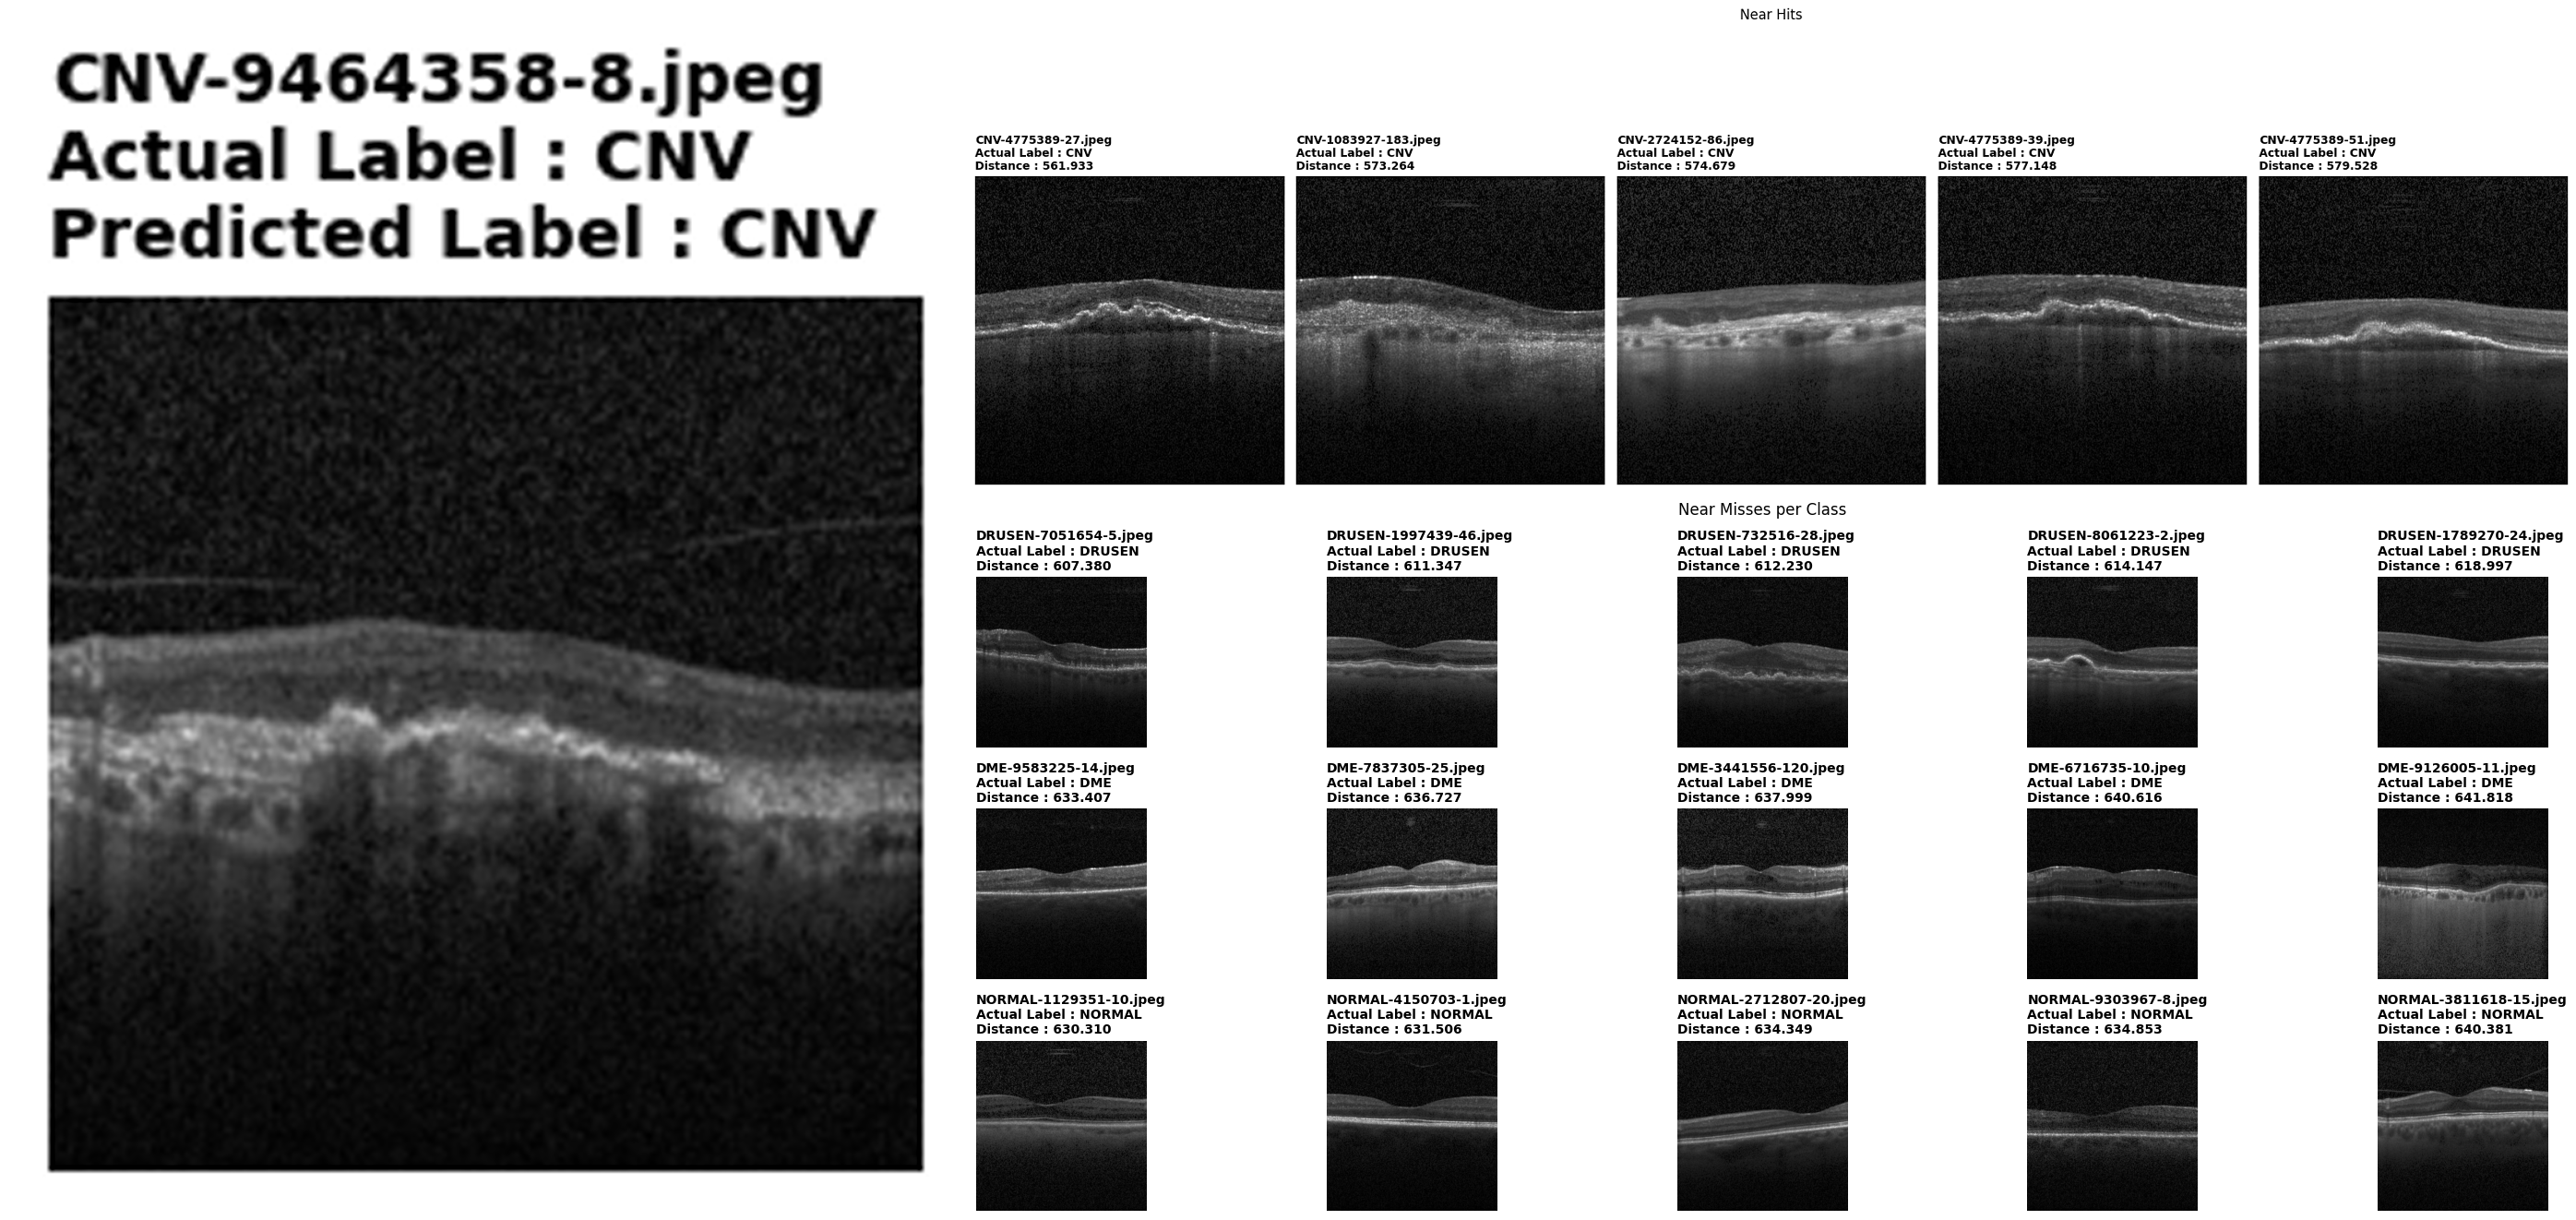 CNV-9464358-8.jpeg
Actual Label : CNV
Predicted Label : CNV
Near Hits
CNV-4775389-27.jpeg
Actual Label : CNV
Distance : 561.933
CNV-1083927-183.jpeg
Actual Label : CNV
Distance : 573.264
CNV-2724152-86.jpeg
Actual Label : CNV
Distance : 574.679
CNV-4775389-39.jpeg
Actual Label : CNV
Distance : 577.148
CNV-4775389-51.jpeg
Actual Label : CNV
Distance : 579.528
Near Misses per Class
DRUSEN-7051654-5.jpeg
Actual Label : DRUSEN
Distance : 607.380
DRUSEN-1997439-46.jpeg
Actual Label : DRUSEN
Distance : 611.347
DRUSEN-732516-28.jpeg
Actual Label : DRUSEN
Distance : 612.230
DRUSEN-8061223-2.jpeg
Actual Label : DRUSEN
Distance : 614.147
DRUSEN-1789270-24.jpeg
Actual Label : DRUSEN
Distance : 618.997
DME-9583225-14.jpeg
Actual Label : DME
Distance : 633.407
DME-7837305-25.jpeg
Actual Label : DME
Distance : 636.727
DME-3441556-120.jpeg
Actual Label : DME
Distance : 637.999
DME-6716735-10.jpeg
Actual Label : DME
Distance : 640.616
DME-9126005-11.jpeg
Actual Label : DME
Distance : 641.818
NORMAL-1129351-10.jpeg
Actual Label : NORMAL
Distance : 630.310
NORMAL-4150703-1.jpeg
Actual Label : NORMAL
Distance : 631.506
NORMAL-2712807-20.jpeg
Actual Label : NORMAL
Distance : 634.349
NORMAL-9303967-8.jpeg
Actual Label : NORMAL
Distance : 634.853
NORMAL-3811618-15.jpeg
Actual Label : NORMAL
Distance : 640.381